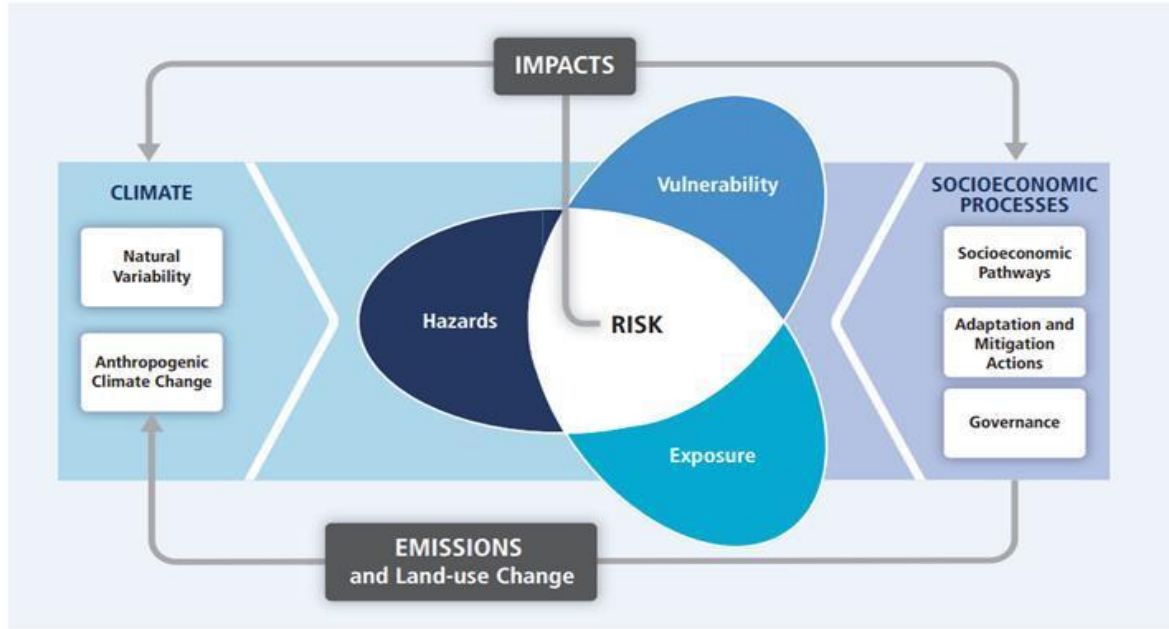 IMPACTS
CLIMATE
Natural
Variability
Anthropogenic
Climate Change
Vulnerability
Hazards
RISK
Exposure
SOCIOECONOMIC
PROCESSES
Socioeconomic
Pathways
Adaptation and
Mitigation
Actions
Governance
EMISSIONS
and Land-use Change